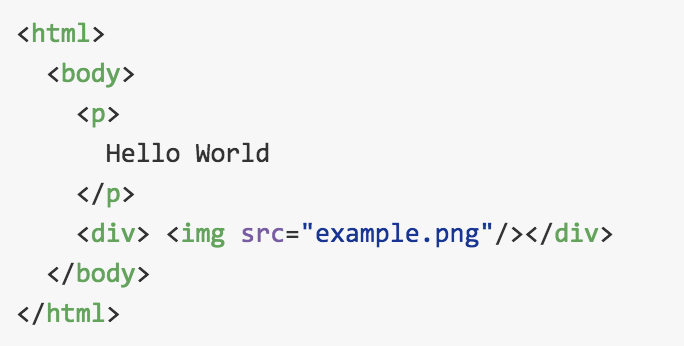 <html>
  <body>
    <p>
      Hello World
    </p>
    <div> <img src="example.png"/></div>
  </body>
</html>